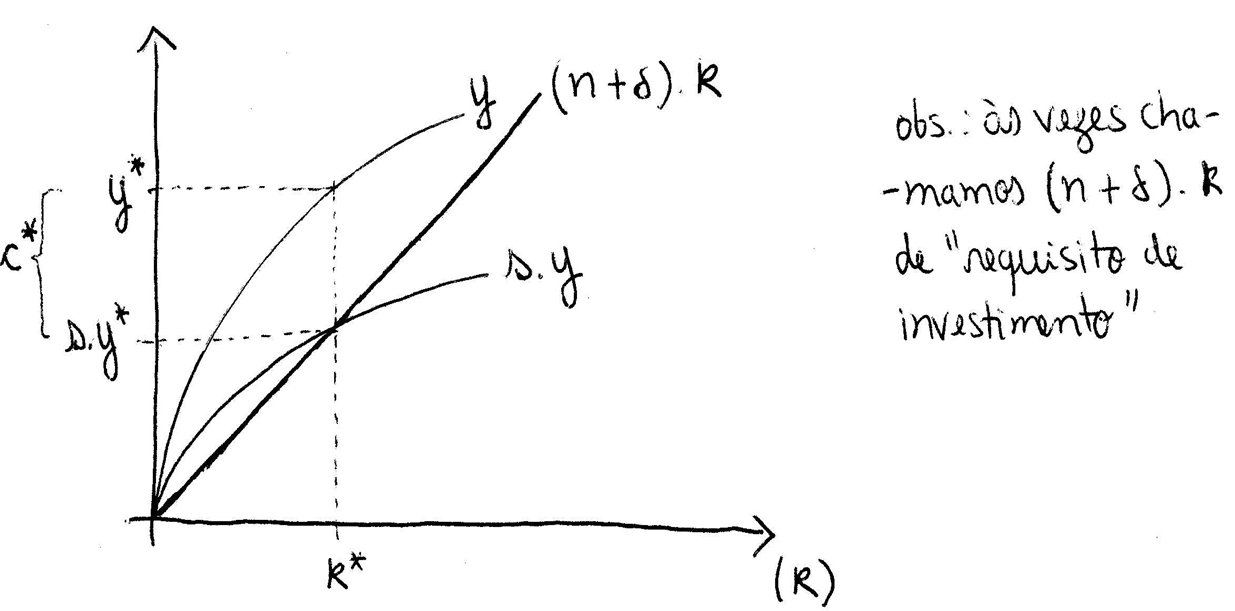 y
(n+δ).k
y*
c*
s.y
s.y*
k*
(k)
obs.: às vezes cha-
-mamos (n+δ).k
de "requisito de
investimento"